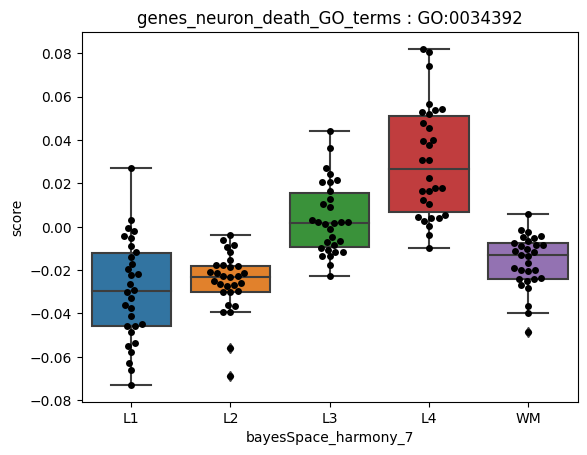 genes_neuron_death_GO_terms : GO:0034392
0.08
0.06
0.04
0.02
0.00
−0.02
−0.04
−0.06
−0.08
score
L1 L2 L3 L4 WM
bayesSpace_harmony_7